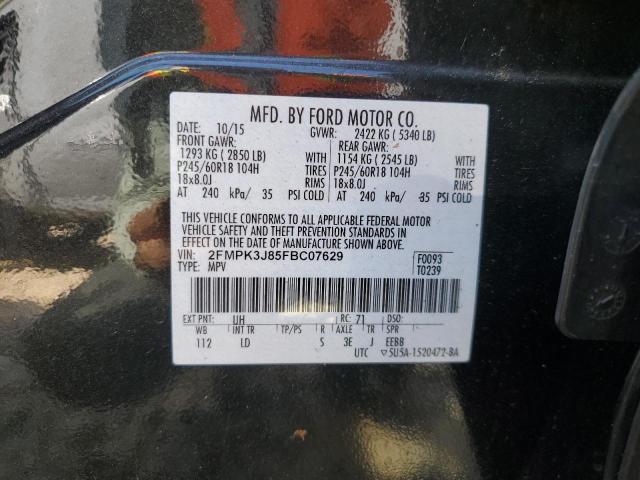 MFD. BY FORD MOTOR CO.
DATE: 10/15 GVWR: 2422 KG ( 5340 LB)
FRONT GAWR: REAR GAWR:
1293 KG ( 2850 LB) WITH 1154 KG ( 2545 LB) WITH
P245/60R18 104H TIRES P245/60R18 104H TIRES
18x8.0J RIMS 18x8.0J RIMS
AT 240 kPa/ 35 PSI COLD AT 240 kPa/ 35 PSI COLD
THIS VEHICLE CONFORMS TO ALL APPLICABLE FEDERAL MOTOR
VEHICLE SAFETY AND THEFT PREVENTION STANDARDS IN
EFFECT ON THE DATE OF MANUFACTURE SHOWN ABOVE.
VIN: 2FMPK3J85FBC07629 F0093
TYPE: MPV T0239
EXT PNT: UH RC: 71 DSO:
WB INT TR TP/PS R AXLE TR SPR
112 LD S 3E J EEBB
UTC ▽5U5A-1520472-BA